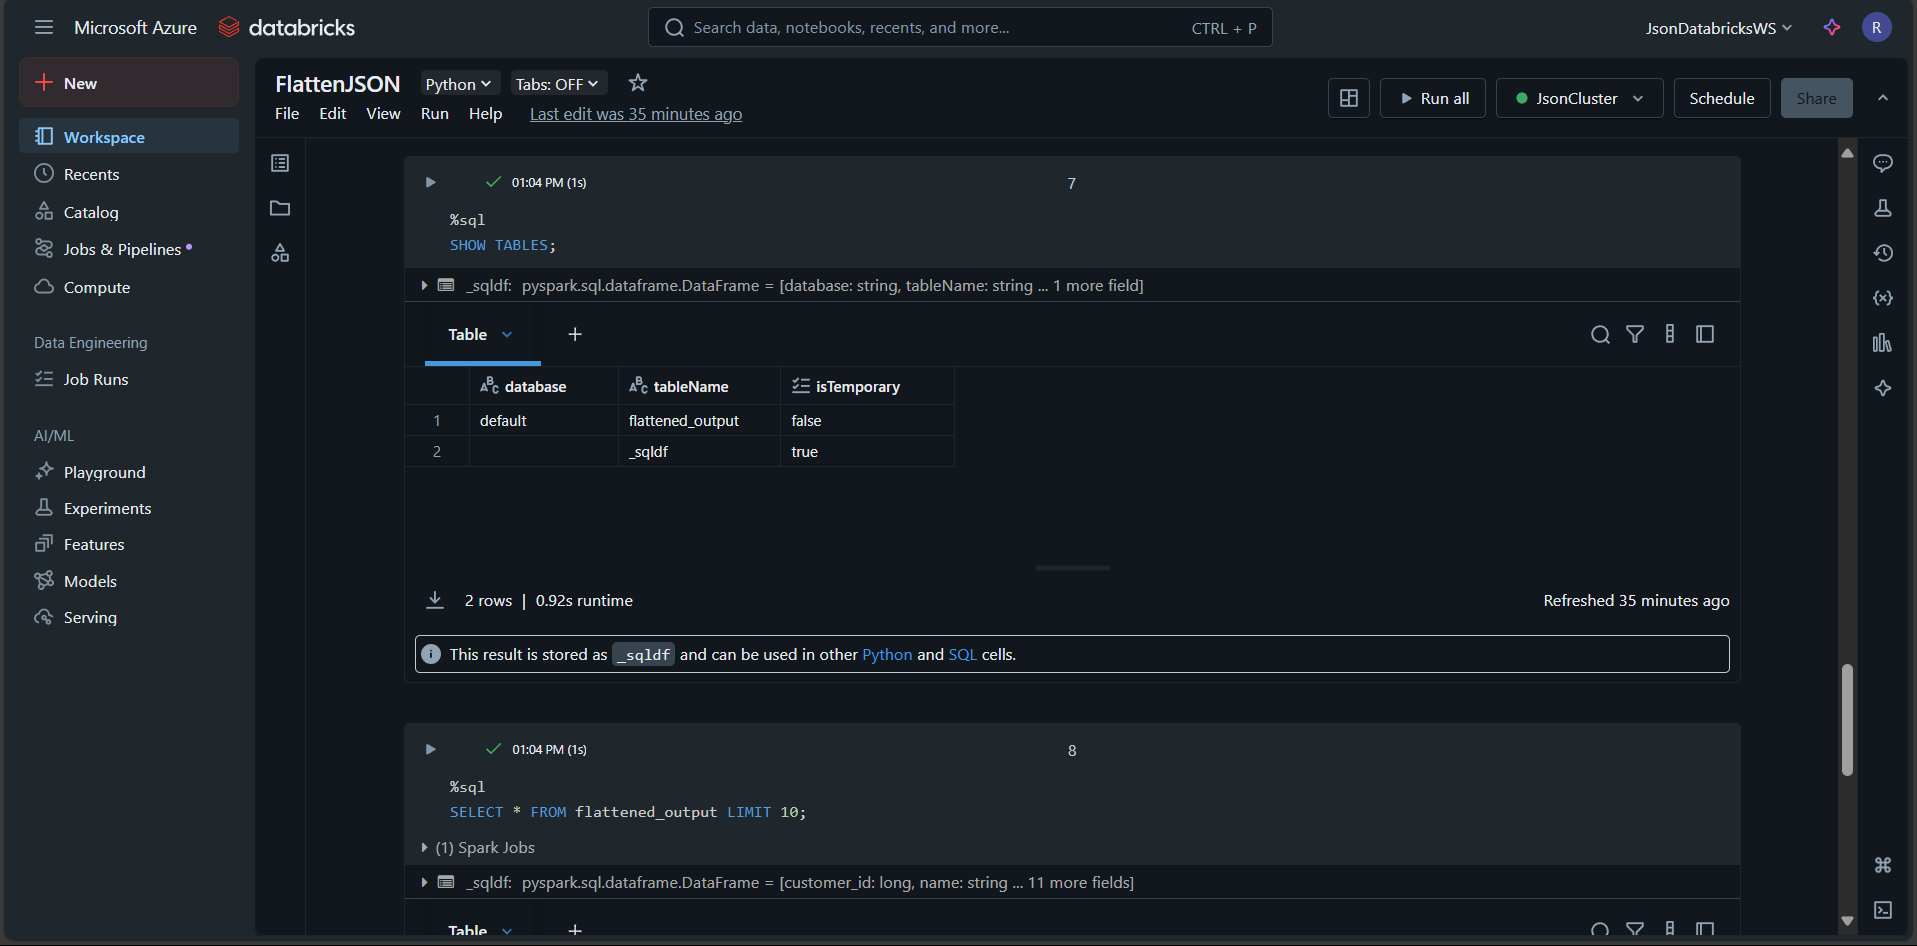 Microsoft Azure databricks
Search data, notebooks, recents, and more... CTRL + P
JsonDatabricksWS R
New
Workspace
Recents
Catalog
Jobs & Pipelines
Compute
Data Engineering
Job Runs
AI/ML
Playground
Experiments
Features
Models
Serving
FlattenJSON Python Tabs: OFF
File Edit View Run Help Last edit was 35 minutes ago
Run all JsonCluster Schedule Share
01:04 PM (1s) 7
%sql
SHOW TABLES;
_sqldf: pyspark.sql.dataframe.DataFrame = [database: string, tableName: string ... 1 more field]
Table +
ABC database ABC tableName isTemporary
1 default flattened_output false
2 _sqldf true
2 rows | 0.92s runtime Refreshed 35 minutes ago
i This result is stored as _sqldf and can be used in other Python and SQL cells.
01:04 PM (1s) 8
%sql
SELECT * FROM flattened_output LIMIT 10;
(1) Spark Jobs
_sqldf: pyspark.sql.dataframe.DataFrame = [customer_id: long, name: string ... 11 more fields]
Table +